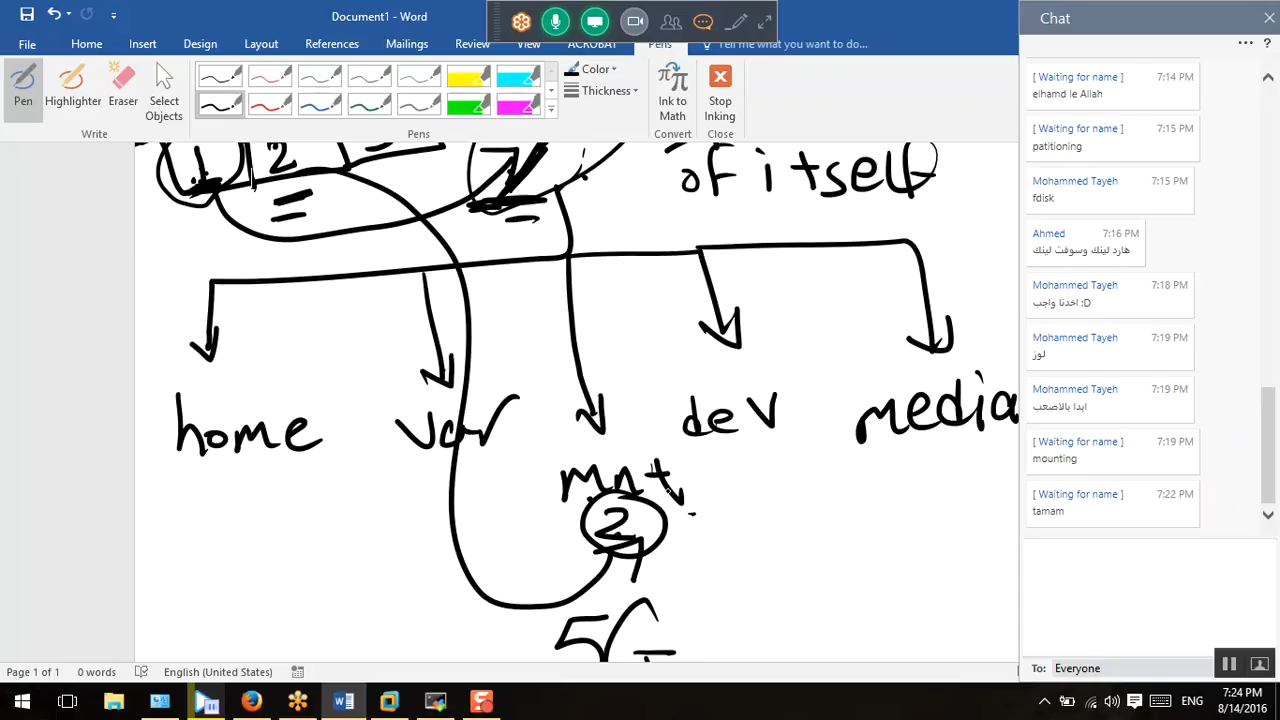 Document1 - Word
File Home Insert Design Layout References Mailings Review View ACROBAT Pens Tell me what you want to do...
Pen
Highlighter
Eraser
Select Objects
Write
Pens
Color
Thickness
Ink to Math
Convert
Stop Inking
Close
1 2
of itself
home var dev media
mnt
2
5G
Page 1 of 1 0 words English (United States)
Chat
[ Waiting for name ] 7:14 PM
elhamd le Allah
[ Waiting for name ] 7:15 PM
patitioning
Mohammed Tayeh 7:15 PM
fdisk
Ahmed 7:16 PM
هارد لينك وسوفت لينك
Mohammed Tayeh 7:18 PM
اخدنا واجب :D
Mohammed Tayeh 7:19 PM
لوز
Mohammed Tayeh 7:19 PM
ابدا بالاصعب
[ Waiting for name ] 7:19 PM
mounting
[ Waiting for name ] 7:22 PM
tamam
To: Everyone
ENG
7:24 PM
8/14/2016